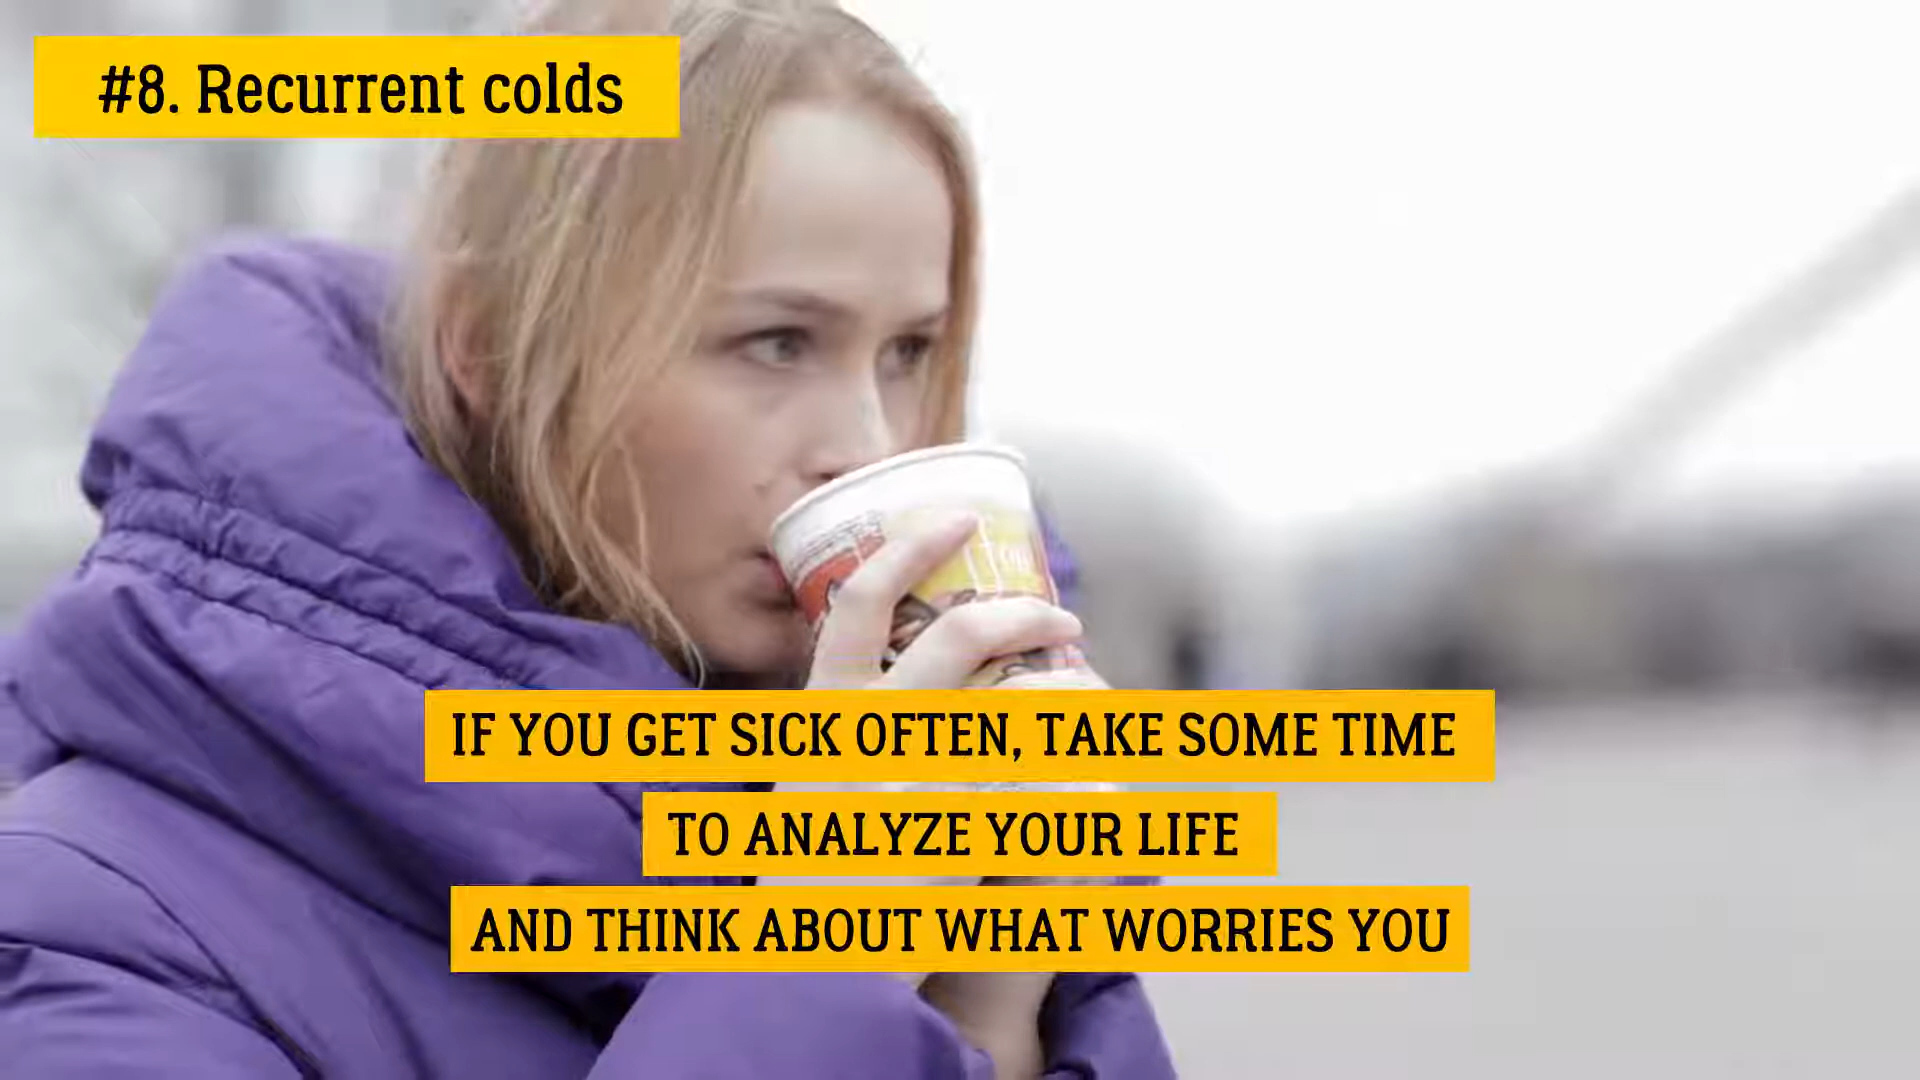 #8. Recurrent colds
IF YOU GET SICK OFTEN, TAKE SOME TIME
TO ANALYZE YOUR LIFE
AND THINK ABOUT WHAT WORRIES YOU